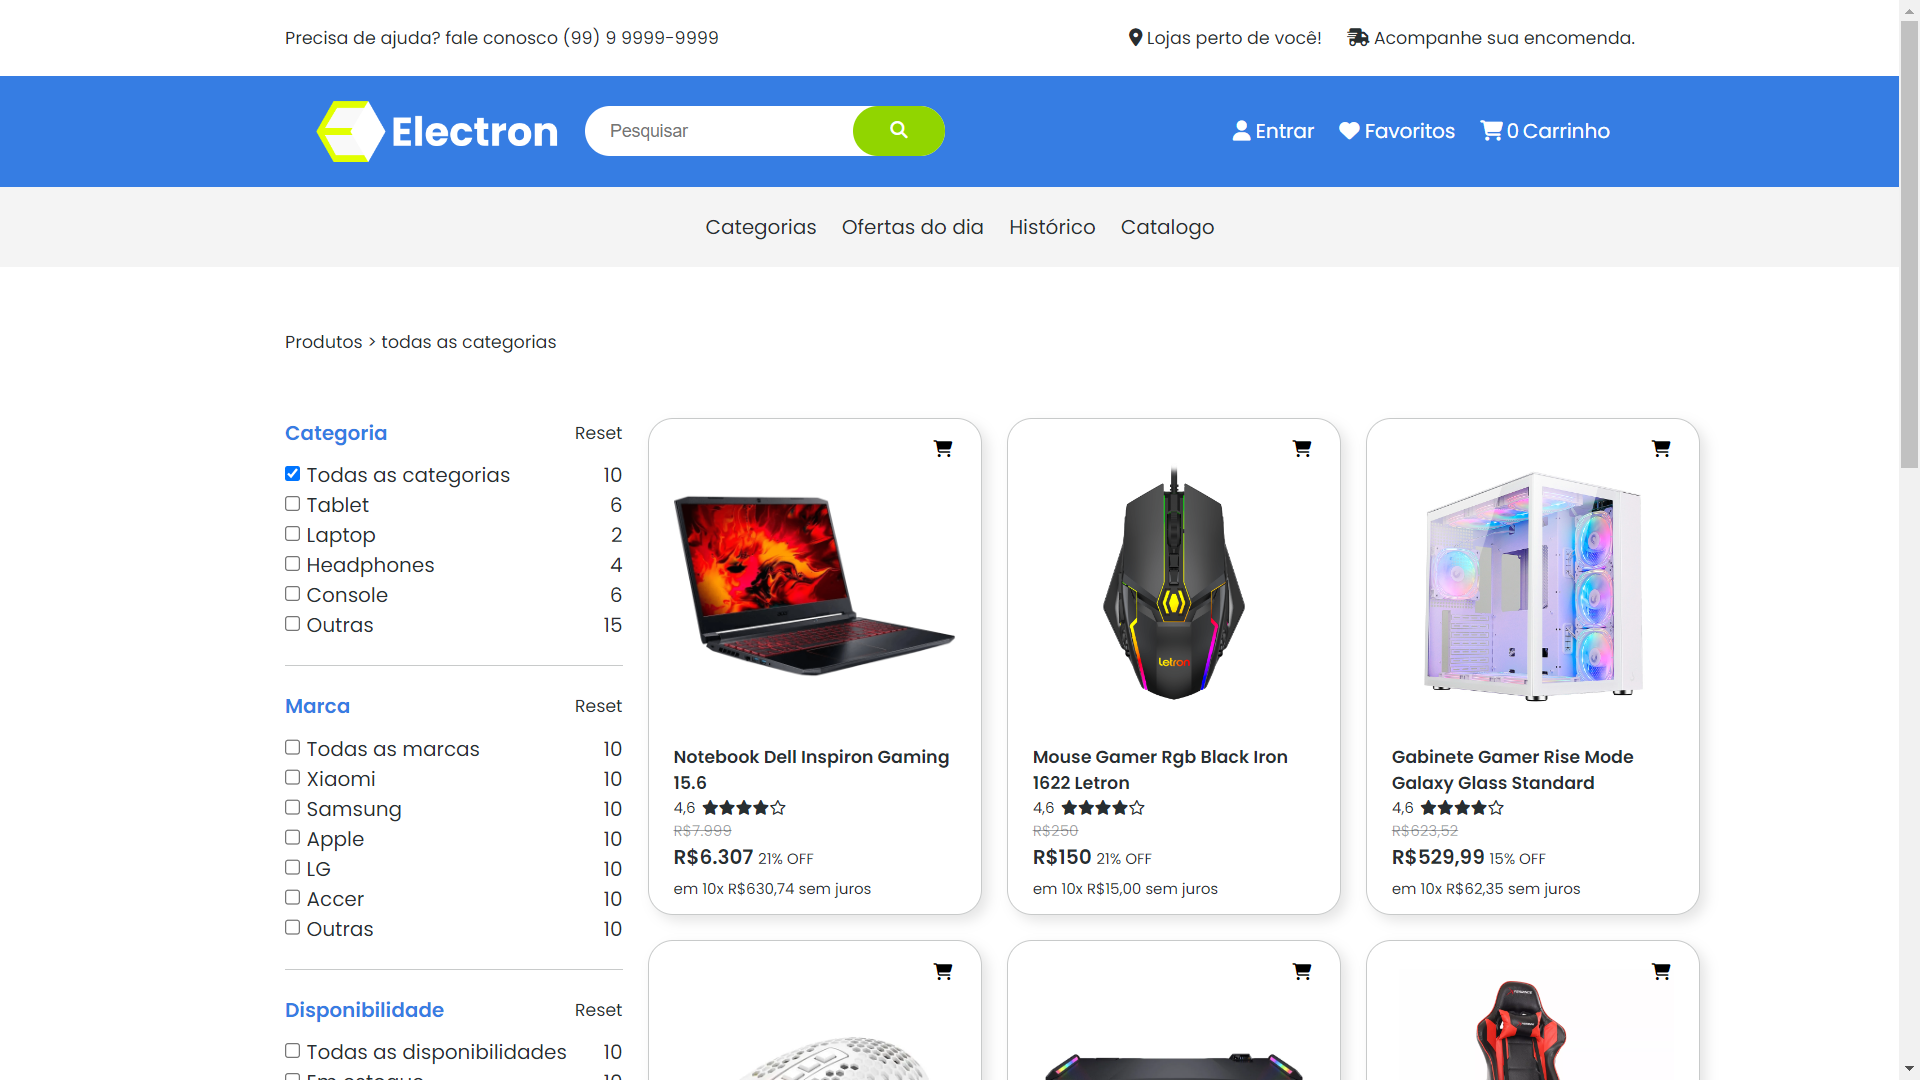 Precisa de ajuda? fale conosco (99) 9 9999-9999
Lojas perto de você!
Acompanhe sua encomenda.
Electron
Pesquisar
Entrar
Favoritos
0 Carrinho
Categorias
Ofertas do dia
Histórico
Catalogo
Produtos > todas as categorias
Categoria Reset
Todas as categorias 10
Tablet 6
Laptop 2
Headphones 4
Console 6
Outras 15
Marca Reset
Todas as marcas 10
Xiaomi 10
Samsung 10
Apple 10
LG 10
Accer 10
Outras 10
Disponibilidade Reset
Todas as disponibilidades 10
Em estoque 10
Notebook Dell Inspiron Gaming
15.6
4,6
R$7.999
R$6.307 21% OFF
em 10x R$630,74 sem juros
letron
Mouse Gamer Rgb Black Iron
1622 Letron
4,6
R$250
R$150 21% OFF
em 10x R$15,00 sem juros
Gabinete Gamer Rise Mode
Galaxy Glass Standard
4,6
R$623,52
R$529,99 15% OFF
em 10x R$62,35 sem juros